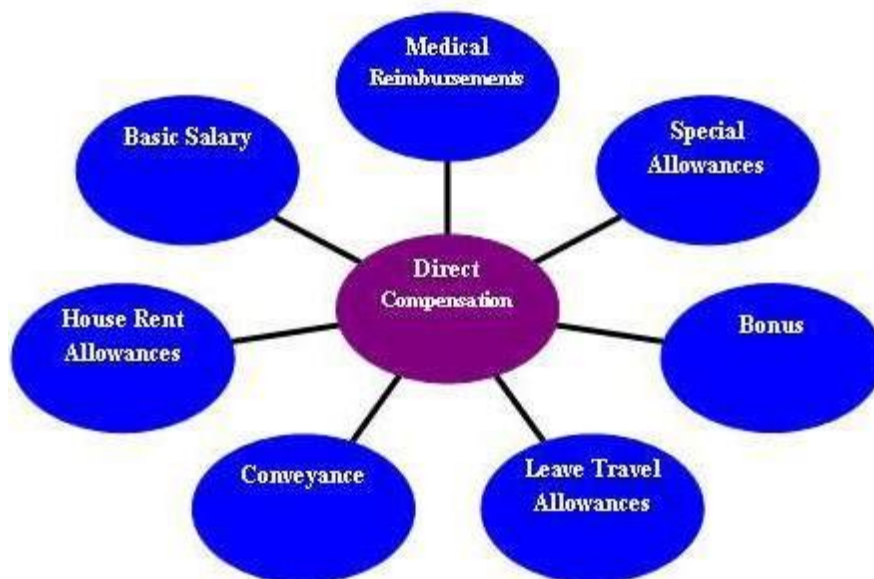 Medical
Reimbursements
Basic Salary
Special
Allowances
Direct
Compensation
House Rent
Allowances
Bonus
Conveyance
Leave Travel
Allowances